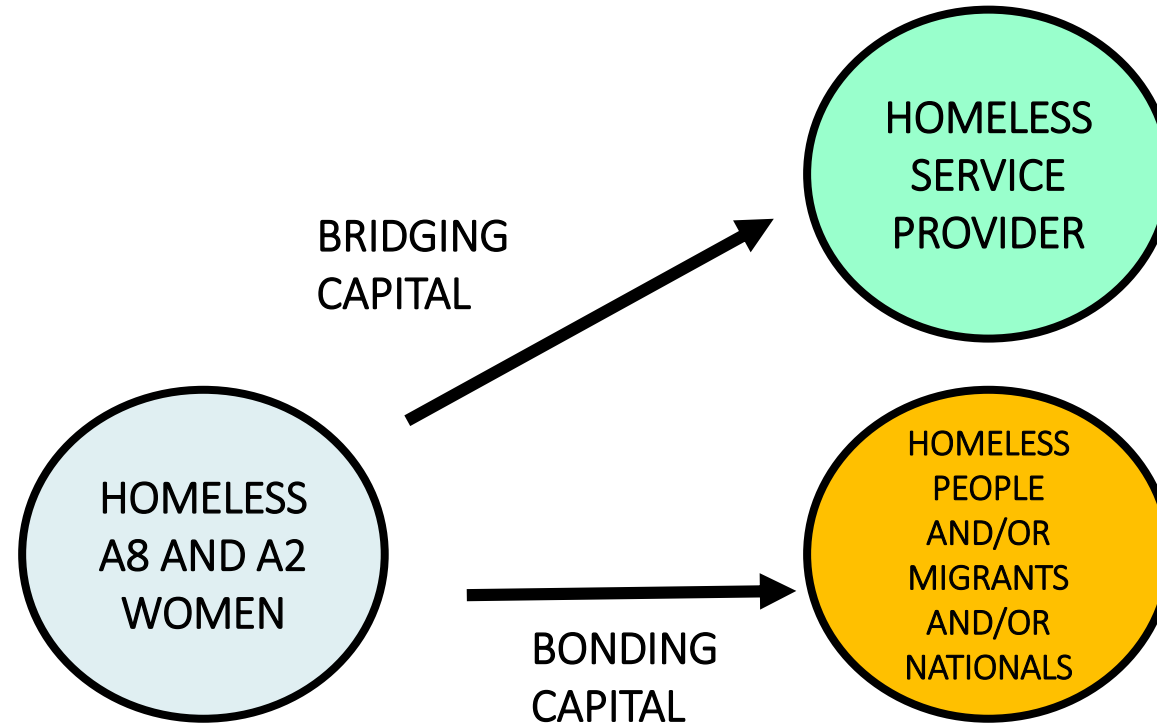 HOMELESS
SERVICE
PROVIDER
BRIDGING
CAPITAL
HOMELESS
A8 AND A2
WOMEN
HOMELESS
PEOPLE
AND/OR
MIGRANTS
AND/OR
NATIONALS
BONDING
CAPITAL